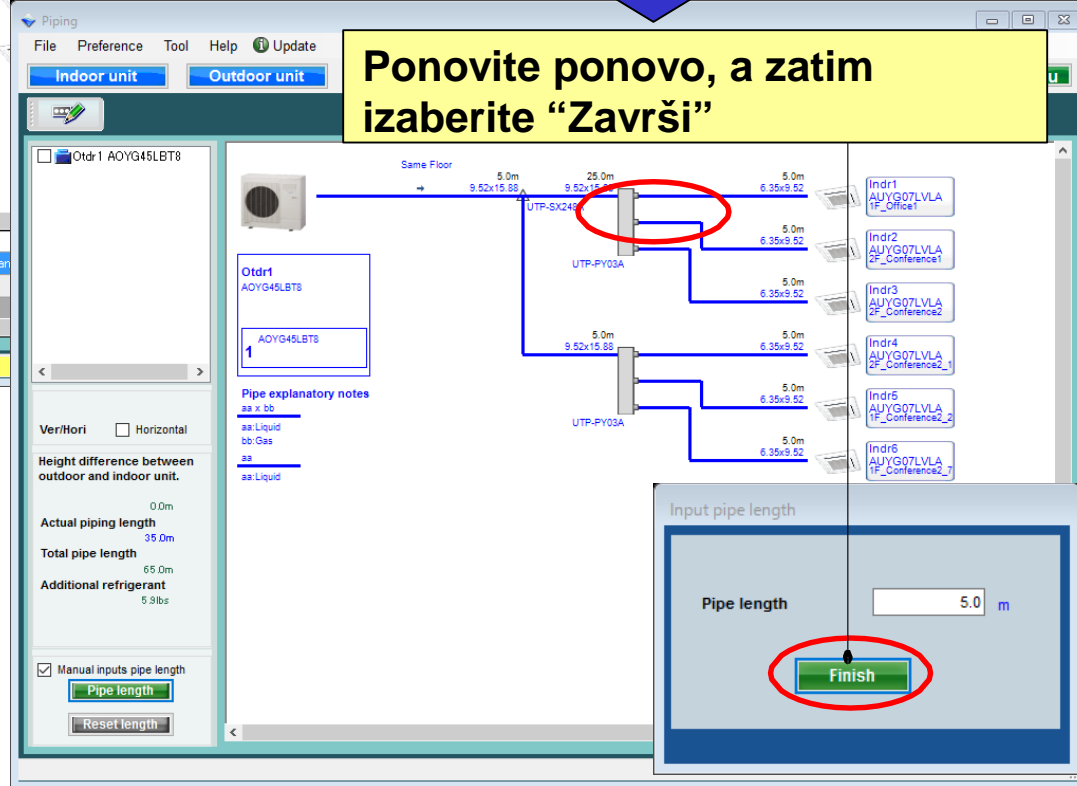 Piping
File Preference Tool Help Update
Indoor unit Outdoor unit
Ponovite ponovo, a zatim
izaberite “Završi”
Otdr1 AOYG45LBT8
Same Floor
5.0m
9.52x15.88
25.0m
UTP-PY03A
5.0m
6.35x9.52
Indr1
AUYG07LVLA
1F_Office1
5.0m
6.35x9.52
Indr2
AUYG07LVLA
2F_Conference1
5.0m
6.35x9.52
Indr3
AUYG07LVLA
2F_Conference2
Otdr1
AOYG45LBT8
AOYG45LBT8
1
5.0m
9.52x15.88
UTP-PY03A
5.0m
6.35x9.52
Indr4
AUYG07LVLA
2F_Conference2_1
5.0m
6.35x9.52
Indr5
AUYG07LVLA
1F_Conference2_2
5.0m
6.35x9.52
Indr6
AUYG07LVLA
1F_Conference2_7
Pipe explanatory notes
aa x bb
aa:Liquid
bb:Gas
aa
aa:Liquid
Ver/Hori Horizontal
Height difference between
outdoor and indoor unit.
0.0m
Actual piping length
35.0m
Total pipe length
65.0m
Additional refrigerant
5.9lbs
Manual inputs pipe length
Pipe length
Reset length
Input pipe length
Pipe length 5.0 m
Finish